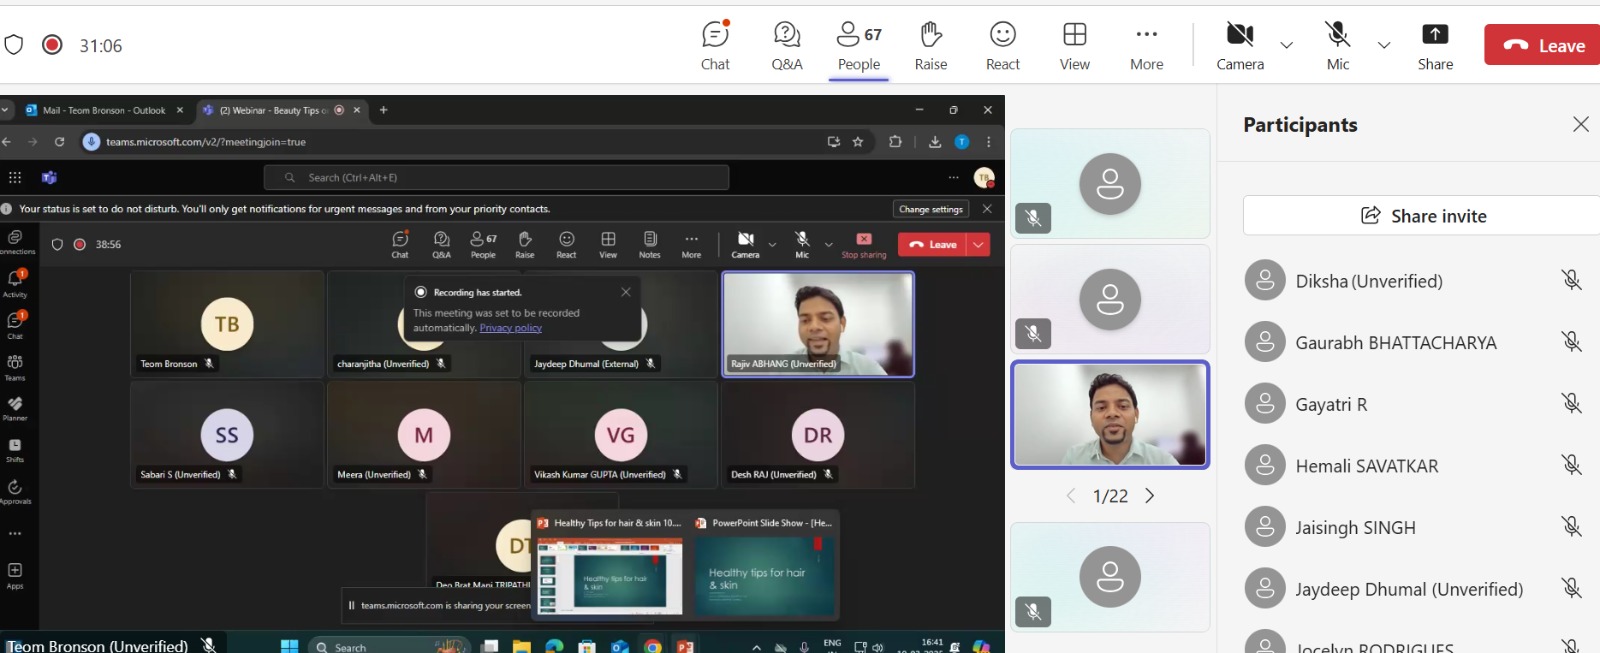 31:06
Chat
Q&A
67
People
Raise
React
View
More
Camera
Mic
Share
Leave
Mail - Teom Bronson - Outlook
(2) Webinar - Beauty Tips
teams.microsoft.com/v2/?meetingjoin=true
T
Search (Ctrl+Alt+E)
TB
Your status is set to do not disturb. You'll only get notifications for urgent messages and from your priority contacts.
Change settings
38:56
Chat
Q&A
67
People
Raise
React
View
Notes
More
Camera
Mic
Stop sharing
Leave
1
Activity
1
Chat
Teams
Planner
Shifts
Approvals
Apps
Recording has started.
This meeting was set to be recorded
automatically. Privacy policy
TB
Teom Bronson
charanjitha (Unverified)
Jaydeep Dhumal (External)
Rajiv ABHANG (Unverified)
SS
Sabari S (Unverified)
M
Meera (Unverified)
VG
Vikash Kumar GUPTA (Unverified)
DR
Desh RAJ (Unverified)
DT
Deo Brat Mani TRIPATHI
Healthy Tips for hair & skin 10....
PowerPoint Slide Show - [He...
Healthy tips for hair
& skin
Healthy tips for hair
& skin
teams.microsoft.com is sharing your screen
Teom Bronson (Unverified)
Search
ENG
16:41
1/22
Participants
Share invite
Diksha (Unverified)
Gaurabh BHATTACHARYA
Gayatri R
Hemali SAVATKAR
Jaisingh SINGH
Jaydeep Dhumal (Unverified)
Jocelyn RODRIGUES